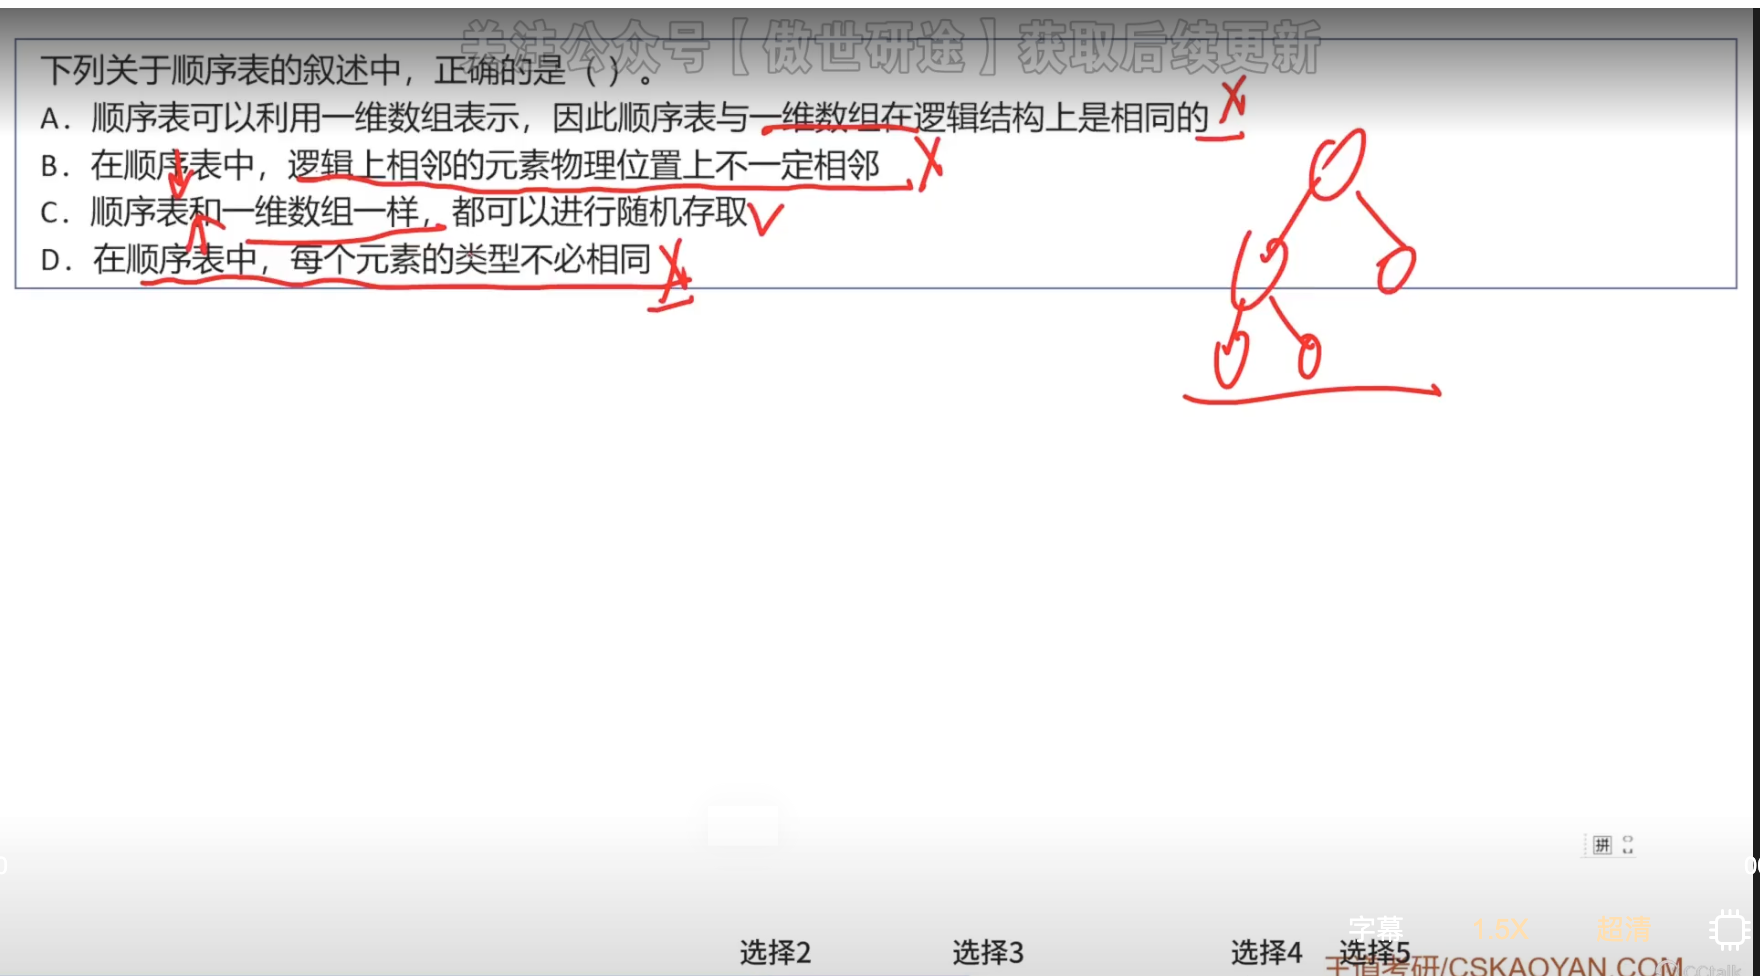 关注公众号【傲世研途】获取后续更新
下列关于顺序表的叙述中，正确的是（ ）。
A．顺序表可以利用一维数组表示，因此顺序表与一维数组在逻辑结构上是相同的
B．在顺序表中，逻辑上相邻的元素物理位置上不一定相邻
C．顺序表和一维数组一样，都可以进行随机存取
D．在顺序表中，每个元素的类型不必相同
拼
字幕 1.5X 超清
选择2 选择3 选择4 选择5
王道考研/CSKAOYAN.COM
CCtalk